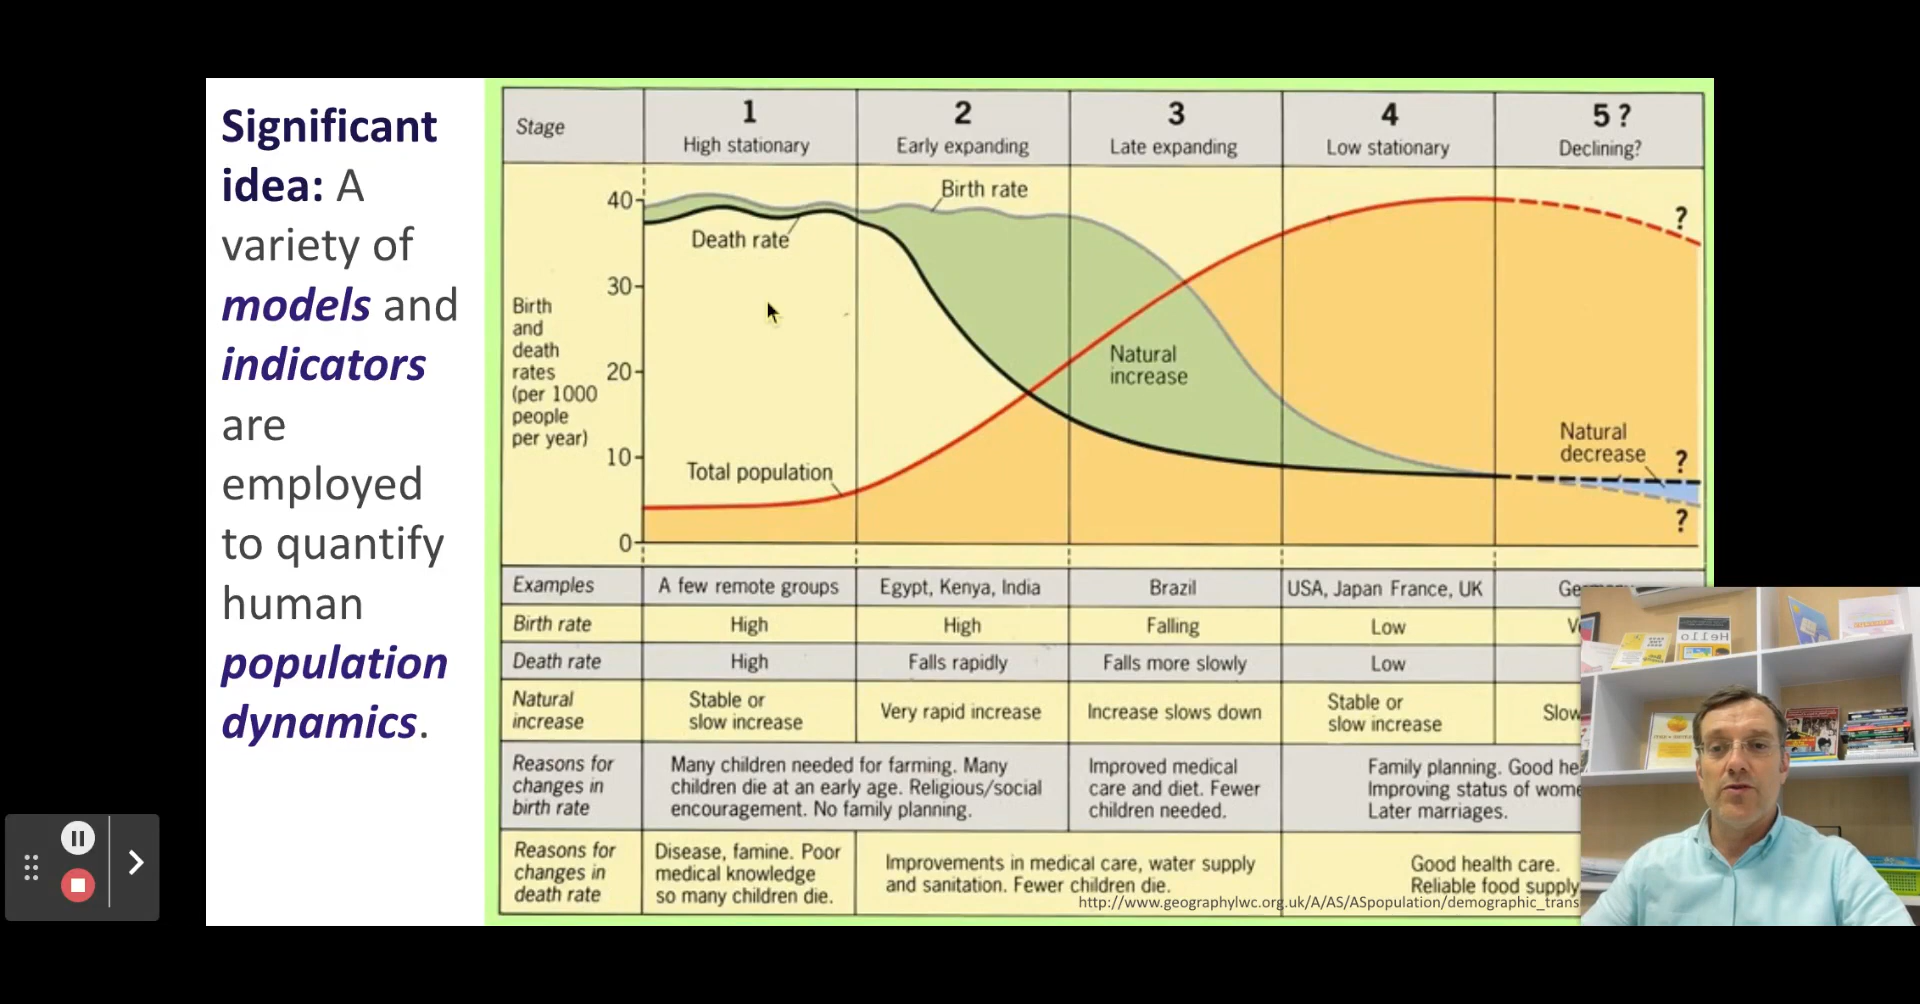 Significant
idea: A
variety of
models and
indicators
are
employed
to quantify
human
population
dynamics.
Stage
1
High stationary
2
Early expanding
3
Late expanding
4
Low stationary
5?
Declining?
Birth
and
death
rates
(per 1000
people
per year)
40
30
20
10
0
Birth rate
Death rate
Total population
Natural
increase
Natural
decrease
?
?
?
Examples
A few remote groups
Egypt, Kenya, India
Brazil
USA, Japan France, UK
Birth rate
High
High
Falling
Low
Death rate
High
Falls rapidly
Falls more slowly
Low
Natural
increase
Stable or
slow increase
Very rapid increase
Increase slows down
Stable or
slow increase
Slow
Reasons for
changes in
birth rate
Many children needed for farming. Many
children die at an early age. Religious/social
encouragement. No family planning.
Improved medical
care and diet. Fewer
children needed.
Family planning. Good he
Improving status of wome
Later marriages.
Reasons for
changes in
death rate
Disease, famine. Poor
medical knowledge
so many children die.
Improvements in medical care, water supply
and sanitation. Fewer children die.
Good health care.
Reliable food supply
http://www.geographylwc.org.uk/A/AS/ASpopulation/demographic_trans
Hello